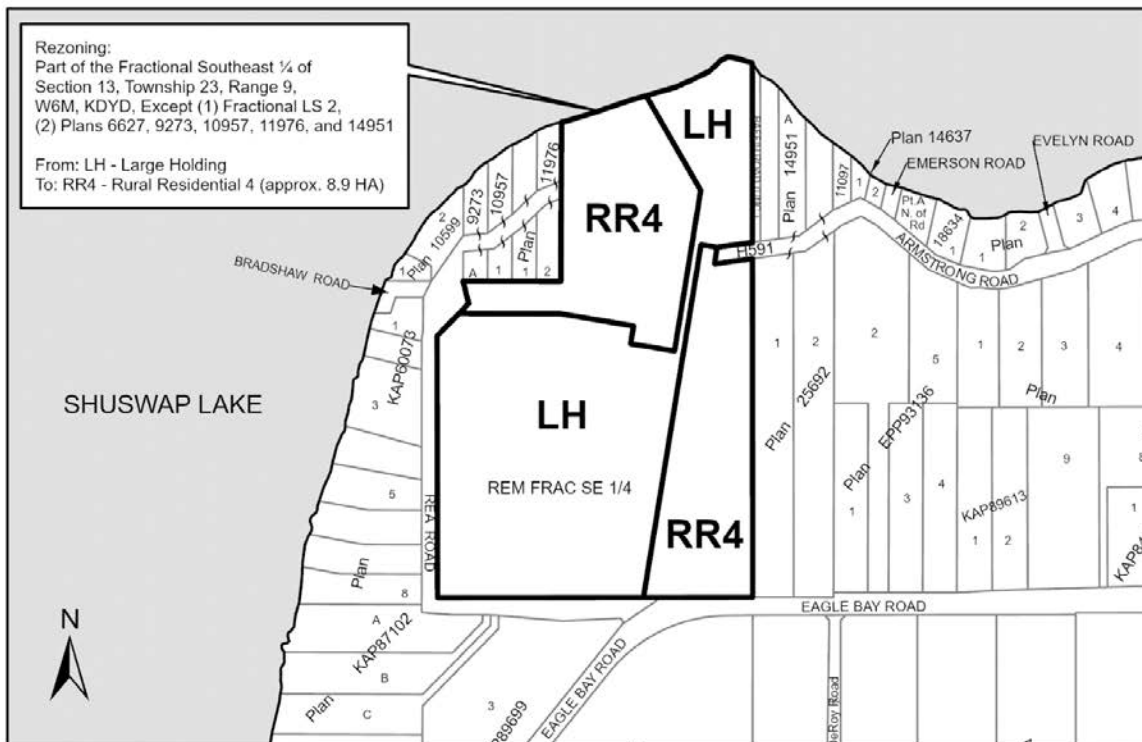 Rezoning:
Part of the Fractional Southeast ¼ of
Section 13, Township 23, Range 9,
W6M, KDYD, Except (1) Fractional LS 2,
(2) Plans 6627, 9273, 10957, 11976, and 14951
From: LH - Large Holding
To: RR4 - Rural Residential 4 (approx. 8.9 HA)
LH
RR4
A
Plan 14951
11097
1
2
Plan 14637
EMERSON ROAD
EVELYN ROAD
Pt.A
N. of
Rd
18634
1
Plan
1
2
3
4
ARMSTRONG ROAD
H591
11976
10957
9273
Plan
2
Plan 10599
1
A
1
1
2
BRADSHAW ROAD
1
KAP60073
3
5
SHUSWAP LAKE
REA ROAD
Plan
8
A
KAP87102
B
Plan
C
LH
REM FRAC SE 1/4
RR4
1
2
Plan 25692
2
5
1
2
3
4
Plan
Plan EPP93136
1
3
4
KAP89613
1
2
9
1
EAGLE BAY ROAD
EAGLE BAY ROAD
3
N